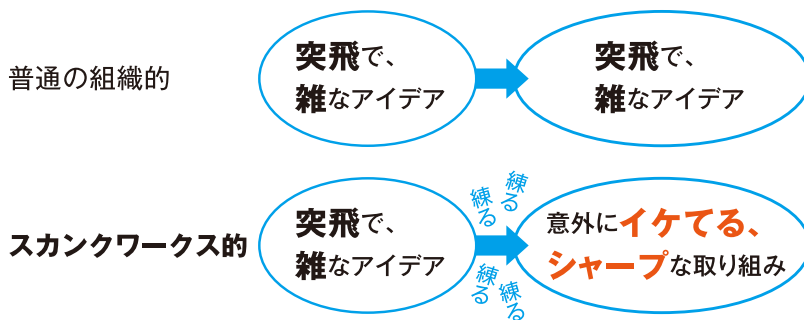 普通の組織的
突飛で、
雑なアイデア
突飛で、
雑なアイデア
スカンクワークス的
突飛で、
雑なアイデア
練る
練る
練る
練る
意外にイケてる、
シャープな取り組み